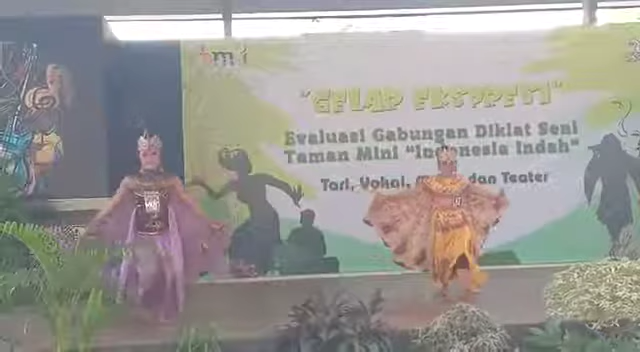 "GELAR EKSPRESI"
Evaluasi Gabungan Diklat Seni
Taman Mini "Indonesia Indah"
Tari, Vokal, dan Teater